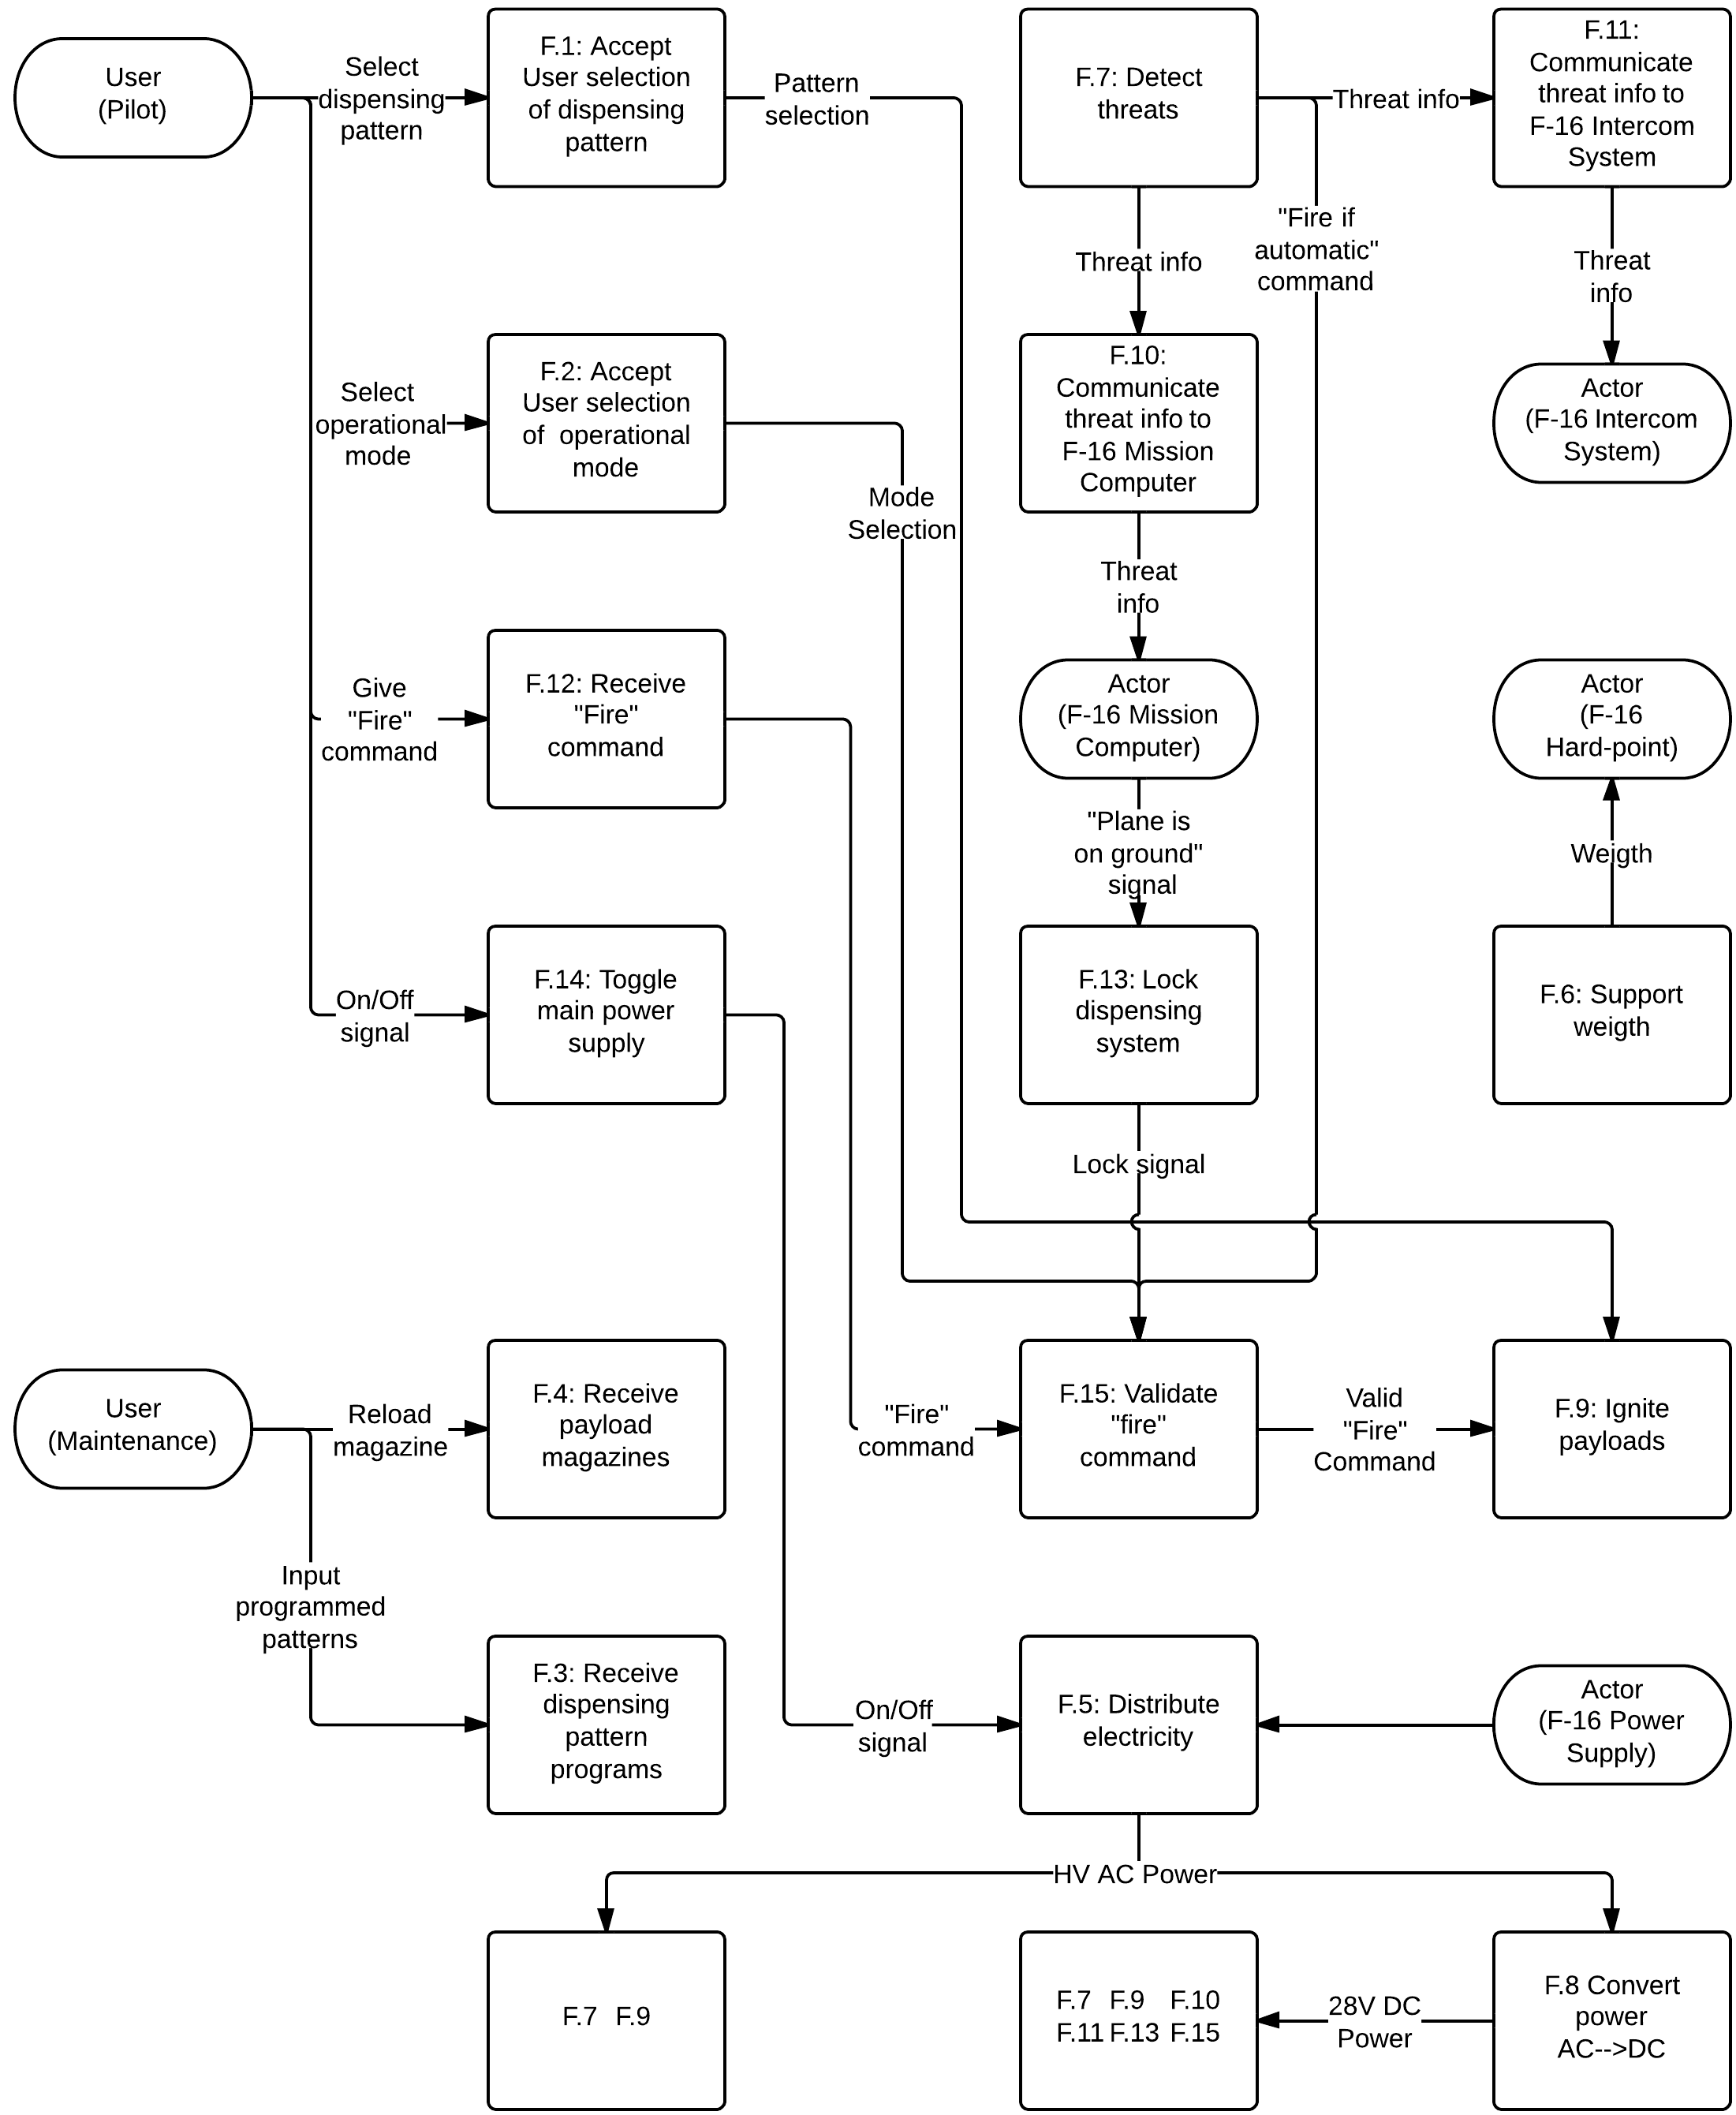 User
(Pilot)
Select
dispensing
pattern
F.1: Accept
User selection
of dispensing
pattern
Pattern
selection
F.7: Detect
threats
Threat info
F.11:
Communicate
threat info to
F-16 Intercom
System
Threat info
"Fire if
automatic"
command
Threat
info
Select
operational
mode
F.2: Accept
User selection
of operational
mode
Mode
Selection
F.10:
Communicate
threat info to
F-16 Mission
Computer
Actor
(F-16 Intercom
System)
Threat
info
Give
"Fire"
command
F.12: Receive
"Fire"
command
Actor
(F-16 Mission
Computer)
Actor
(F-16
Hard-point)
"Plane is
on ground"
signal
Weigth
On/Off
signal
F.14: Toggle
main power
supply
F.13: Lock
dispensing
system
F.6: Support
weigth
Lock signal
User
(Maintenance)
Reload
magazine
F.4: Receive
payload
magazines
"Fire"
command
F.15: Validate
"fire"
command
Valid
"Fire"
Command
F.9: Ignite
payloads
Input
programmed
patterns
F.3: Receive
dispensing
pattern
programs
On/Off
signal
F.5: Distribute
electricity
Actor
(F-16 Power
Supply)
HV AC Power
F.7 F.9
F.7 F.9 F.10
F.11 F.13 F.15
28V DC
Power
F.8 Convert
power
AC-->DC